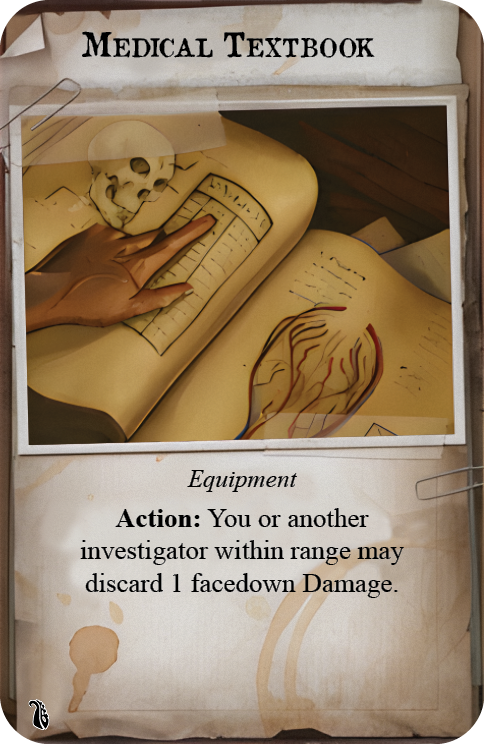 Medical Textbook
Equipment
Action: You or another
investigator within range may
discard 1 facedown Damage.